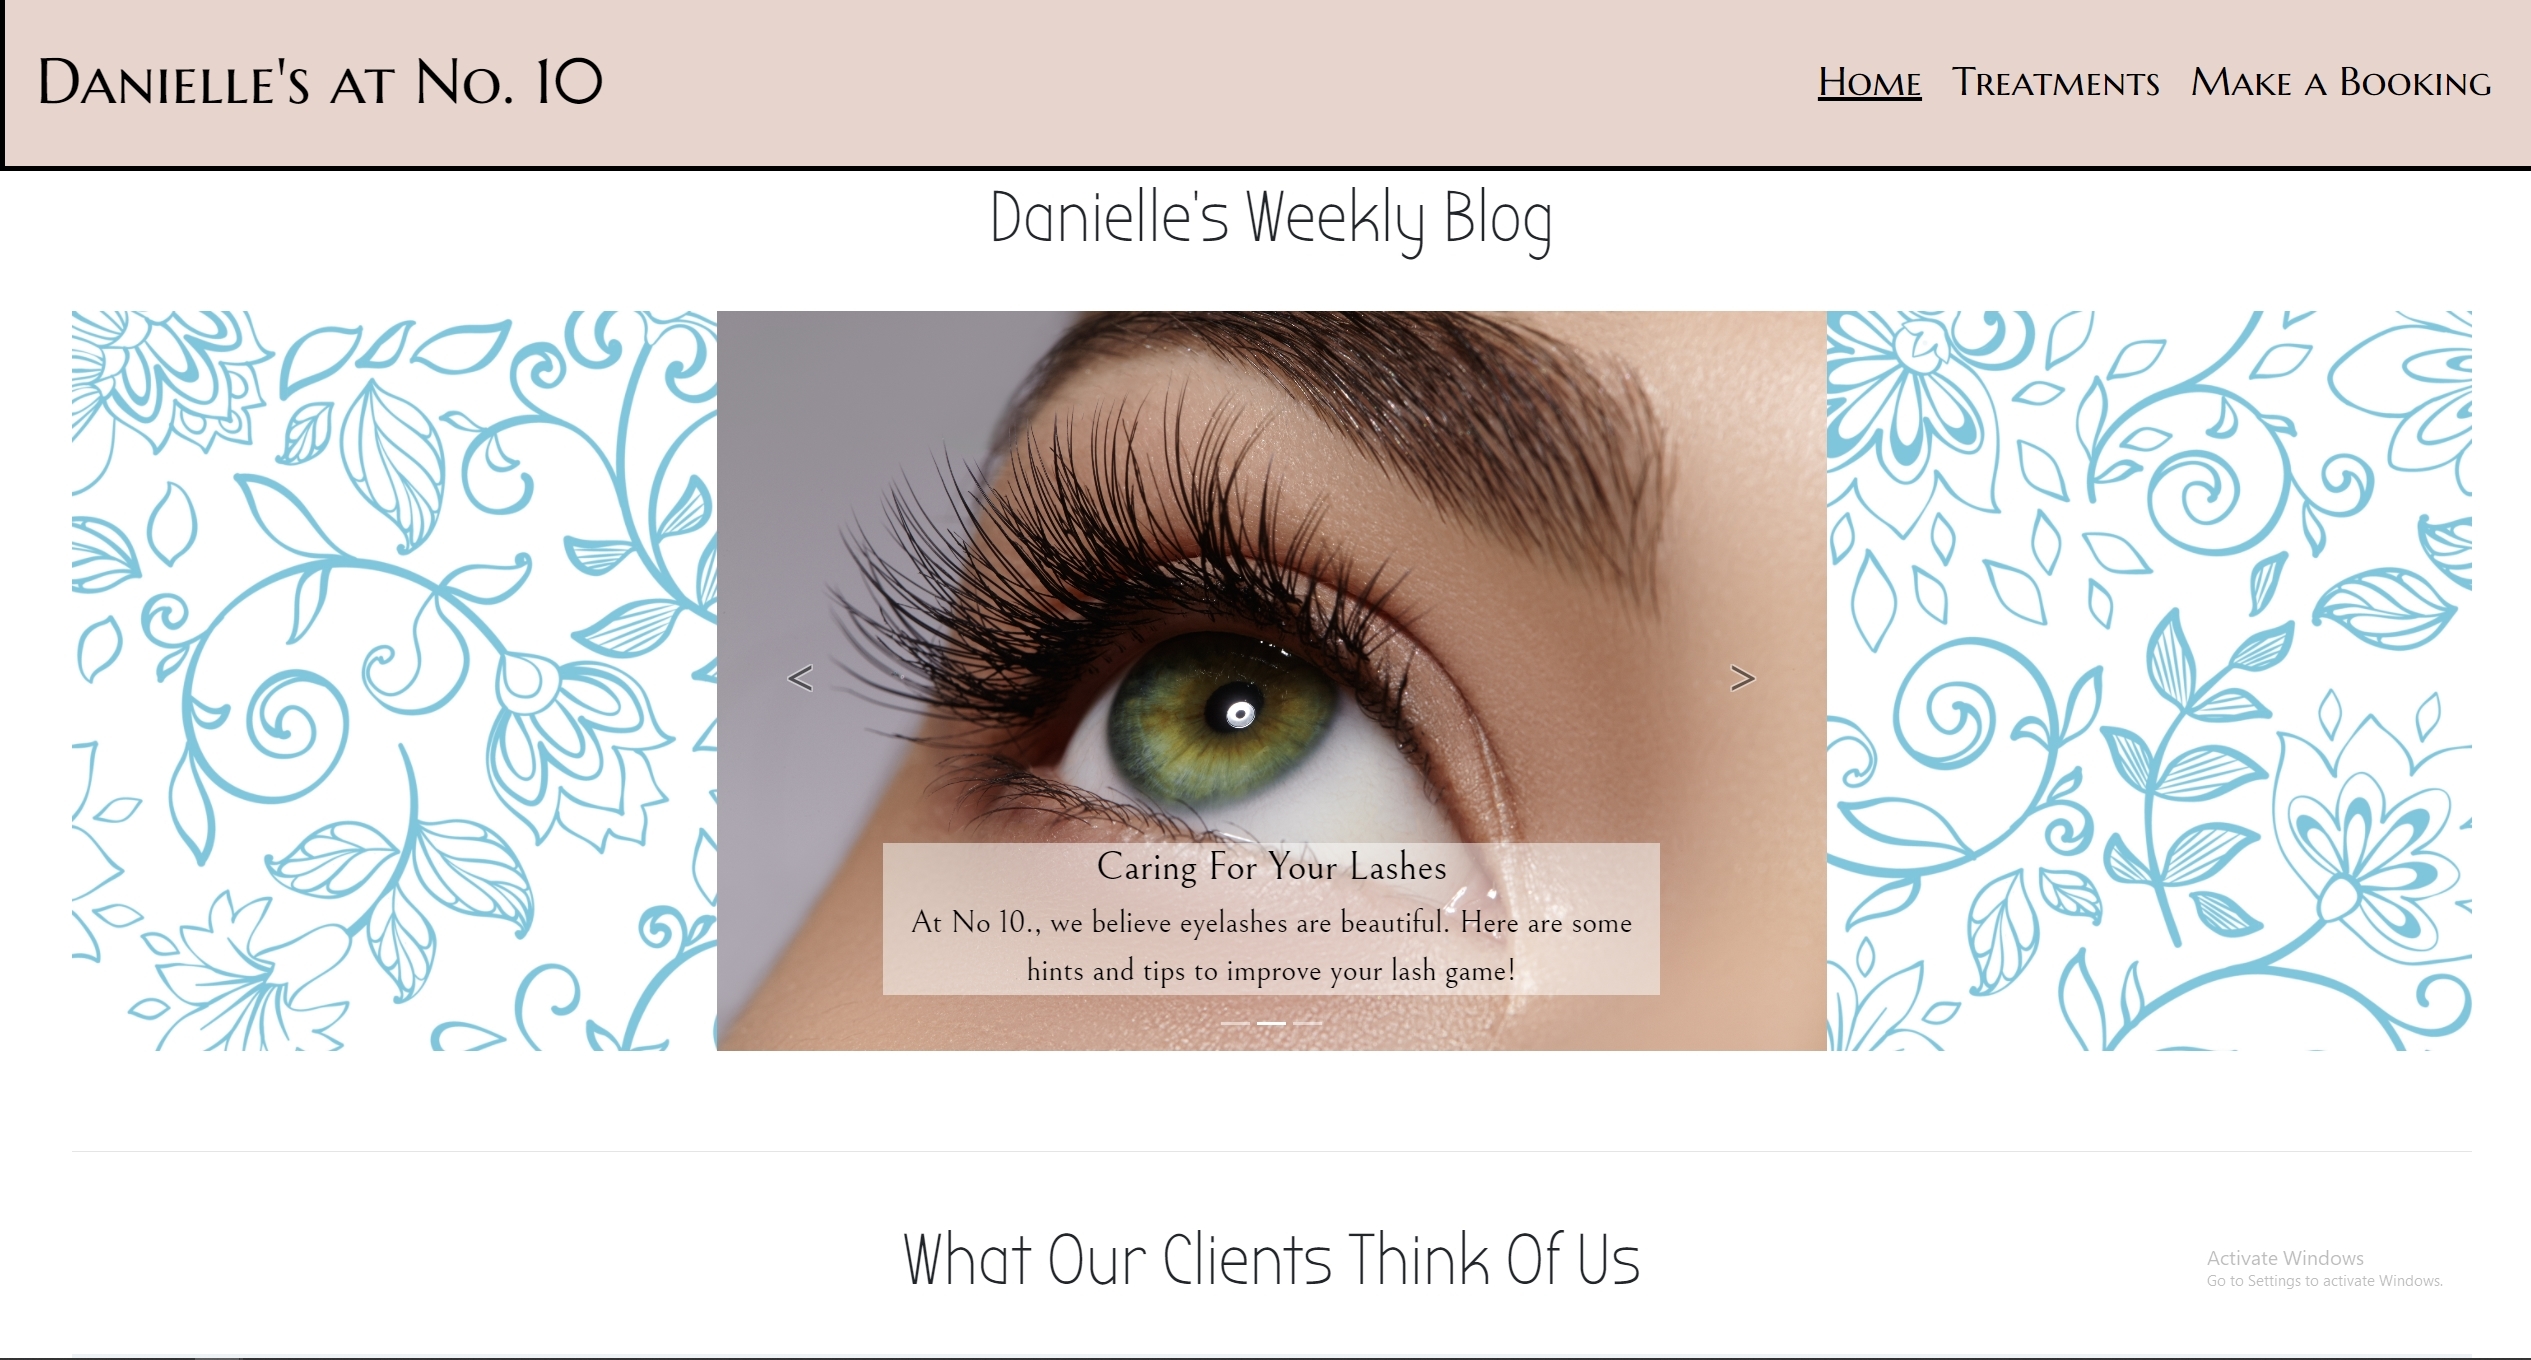 Danielle's at No. 10
Home Treatments Make a Booking
Danielle's Weekly Blog
<
>
Caring For Your Lashes
At No 10., we believe eyelashes are beautiful. Here are some
hints and tips to improve your lash game!
What Our Clients Think Of Us
Activate Windows
Go to Settings to activate Windows.